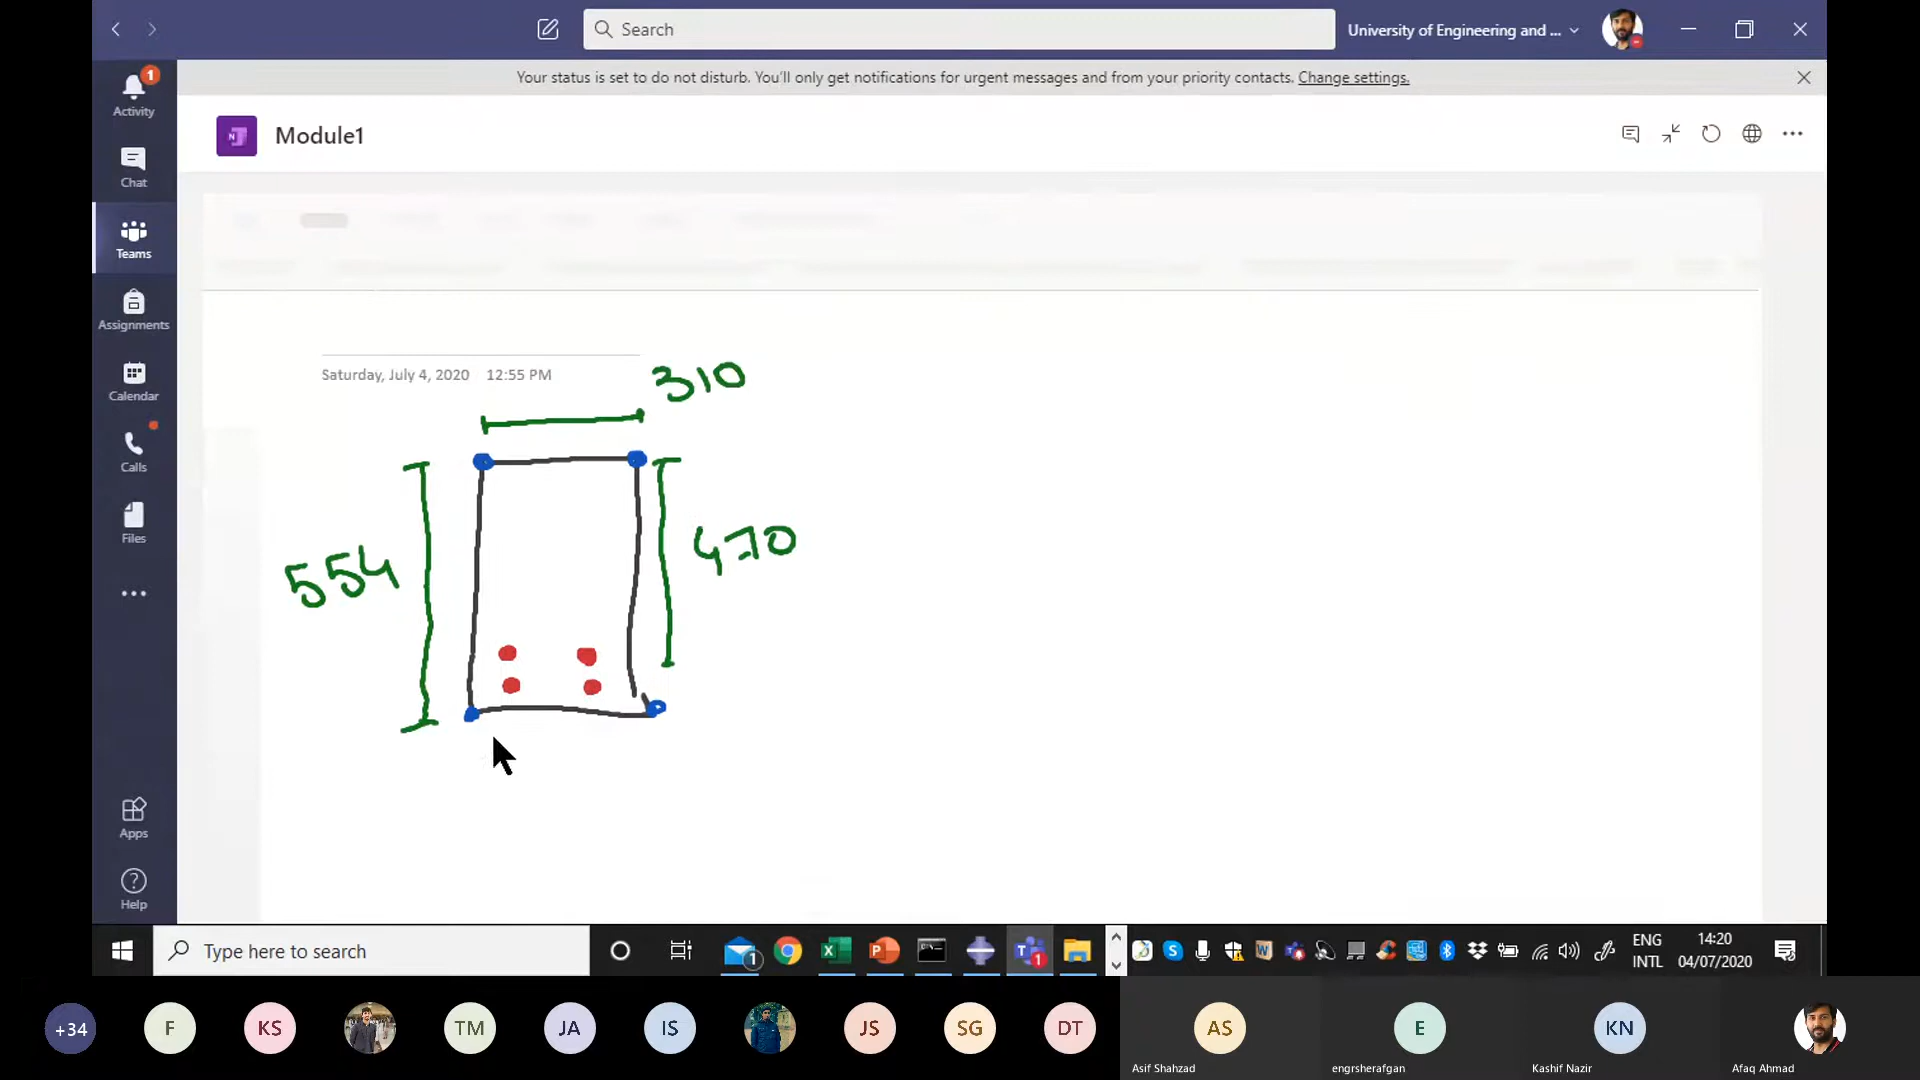 Search
University of Engineering and ...
Your status is set to do not disturb. You'll only get notifications for urgent messages and from your priority contacts. Change settings.
1
Activity
Chat
Teams
Assignments
Calendar
Calls
Files
Apps
Help
N
Module1
Saturday, July 4, 2020 12:55 PM
310
554
470
Type here to search
1
1
ENG
INTL
14:20
04/07/2020
+34
F
KS
TM
JA
IS
JS
SG
DT
AS
E
KN
Asif Shahzad
engrsherafgan
Kashif Nazir
Afaq Ahmad